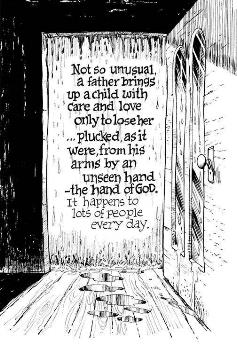 Not so unusual,
a father brings
up a child with
care and love
only to lose her
...plucked, as it
were, from his
arms by an
unseen hand
-the hand of GOD.
It happens to
lots of people
every day.